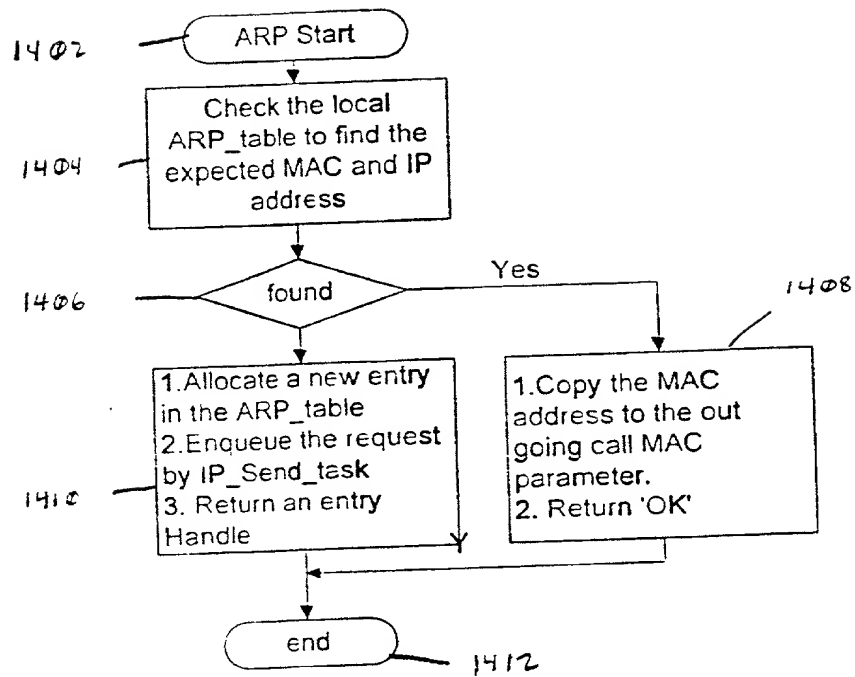 1402
ARP Start
Check the local
ARP_table to find the
expected MAC and IP
address
1404
found
Yes
1406
1408
1.Allocate a new entry
in the ARP_table
2.Enqueue the request
by IP_Send_task
3. Return an entry
Handle
1410
1.Copy the MAC
address to the out
going call MAC
parameter.
2. Return 'OK'
end
1412